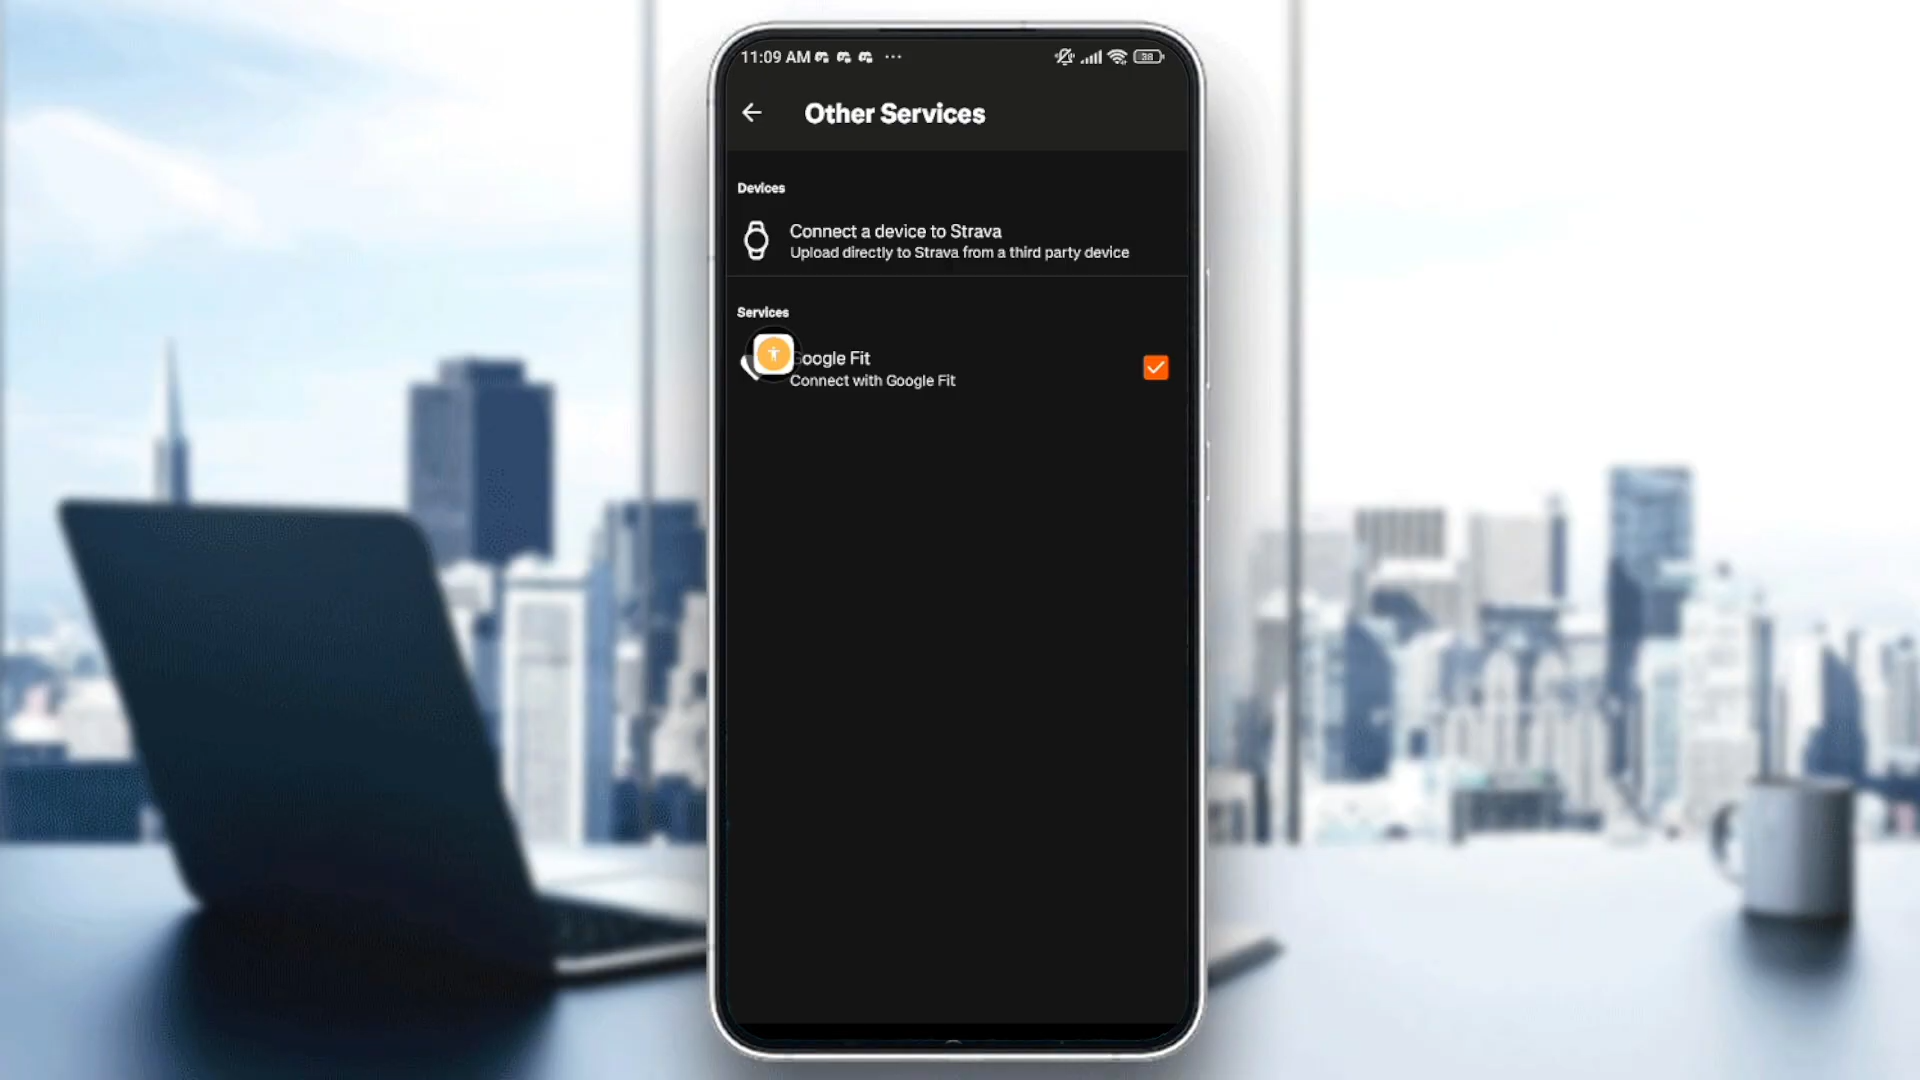 11:09 AM ...
38
Other Services
Devices
Connect a device to Strava
Upload directly to Strava from a third party device
Services
oogle Fit
Connect with Google Fit